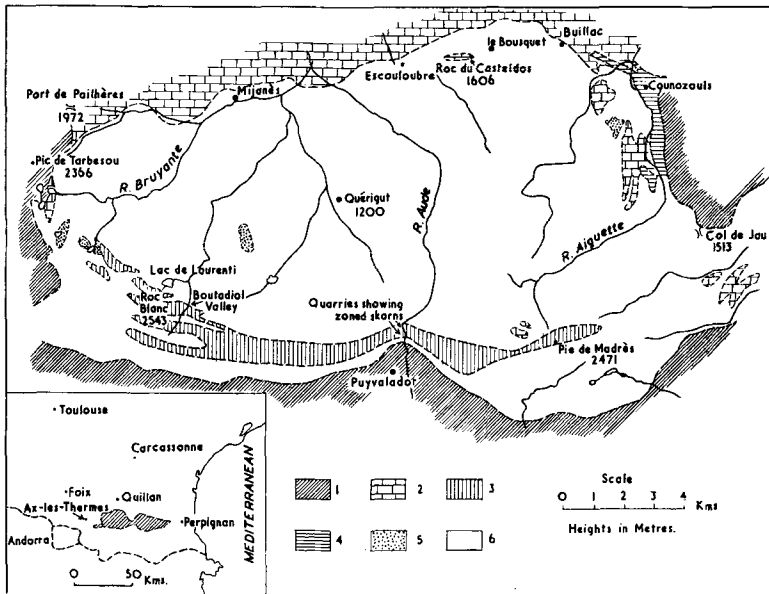 Port de Pailhères
1972
Pic de Tarbesou
2366
Mijanès
R. Bruyante
Escouloubre
le Bousquet
Roc du Casteldos
1606
Buillac
Counozouls
Quérigut
1200
R. Aude
R. Aiguette
Col de Jau
1513
Lac de Laurenti
Roc
Blanc
2543
Boutadiol
Valley
Quarries showing
zoned skarns
Pic de Madrès
2471
Puyvaladot
Toulouse
Carcassonne
Foix
Quillan
Ax-les-Thermes
Perpignan
Andorra
MEDITERRANEAN
0 50
Kms.
1 2 3
4 5 6
Scale
0 1 2 3 4
Kms
Heights in Metres.